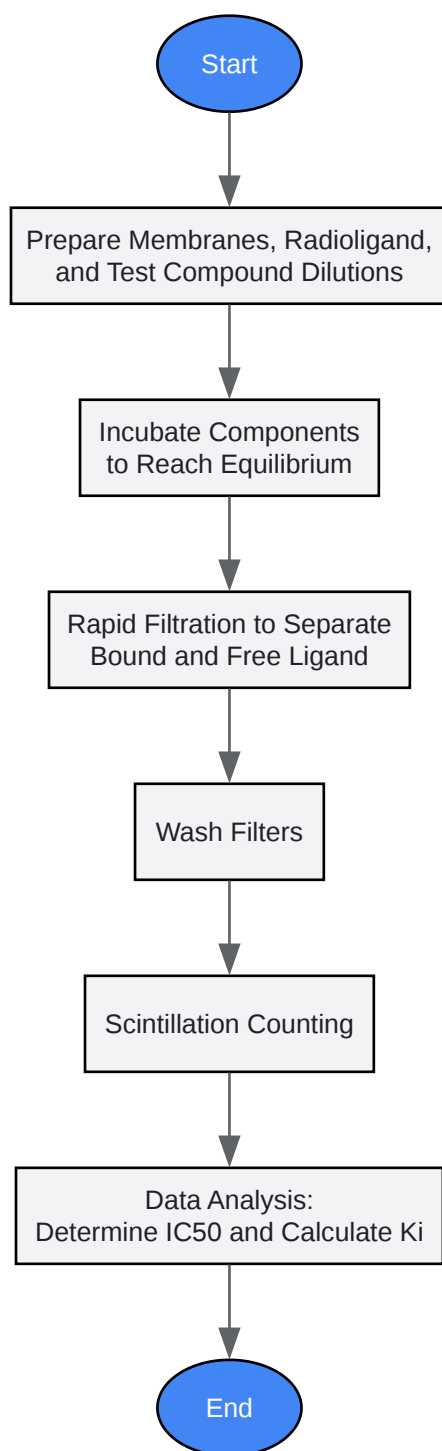 Start
Prepare Membranes, Radioligand,
and Test Compound Dilutions
Incubate Components
to Reach Equilibrium
Rapid Filtration to Separate
Bound and Free Ligand
Wash Filters
Scintillation Counting
Data Analysis:
Determine IC50 and Calculate Ki
End